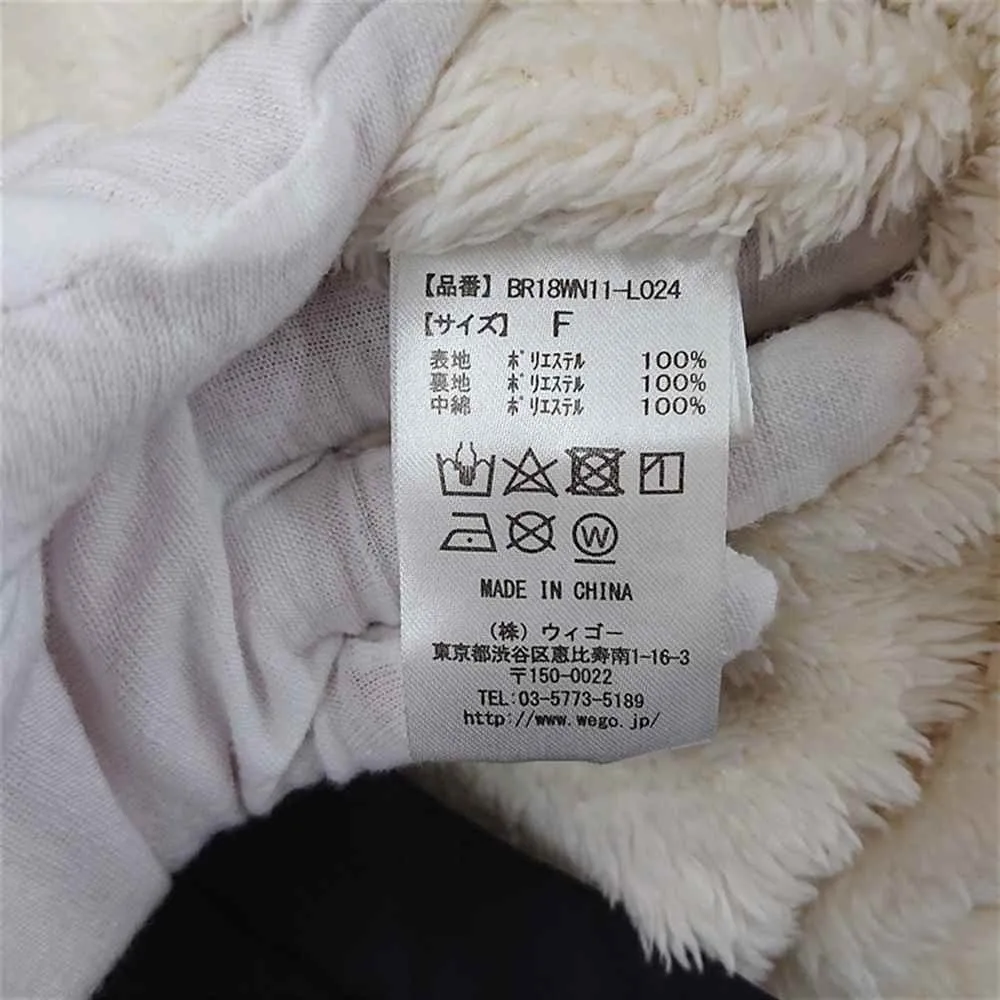 【品番】 BR18WN11-L024
【サイズ】 F
表地 ポリエステル 100%
裏地 ポリエステル 100%
中綿 ポリエステル 100%
W
MADE IN CHINA
(株) ウィゴー
東京都渋谷区恵比寿南1-16-3
〒150-0022
TEL:03-5773-5189
http://www.wego.jp/